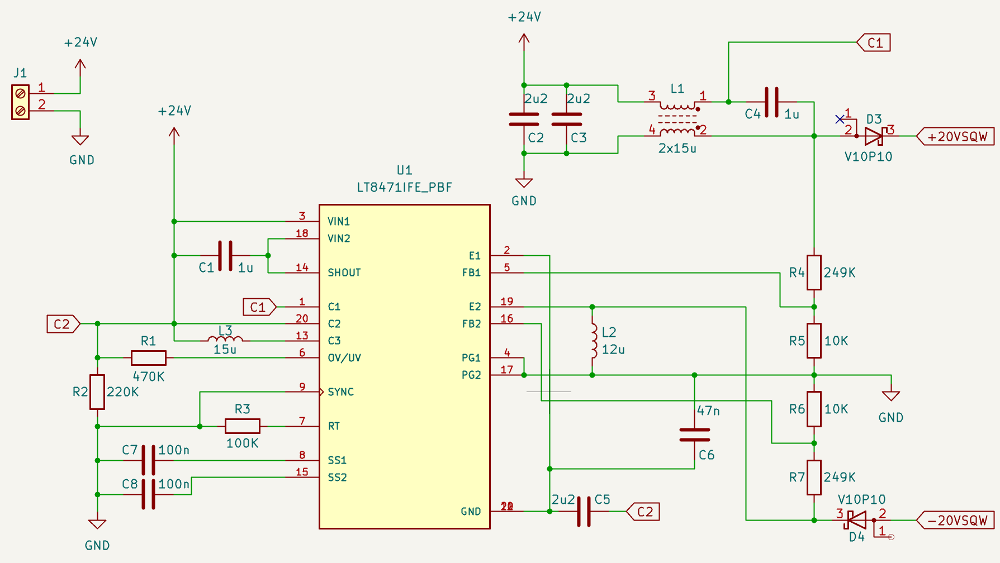 +24V
J1
1
2
GND
+24V
+24V
2u2
C2
2u2
C3
GND
3
L1
1
4
2
2x15u
C4
1u
C1
1
2
D3
3
V10P10
+20VSQW
U1
LT8471IFE_PBF
3
VIN1
18
VIN2
C1
1u
14
SHOUT
C1
1
C1
C2
20
C2
L3
15u
13
C3
R1
470K
6
OV/UV
R2
220K
9
SYNC
R3
100K
7
RT
C7
100n
8
SS1
C8
100n
15
SS2
GND
E1
2
FB1
5
E2
19
FB2
16
PG1
4
PG2
17
GND
L2
12u
47n
C6
2u2
C5
C2
R4
249K
R5
10K
R6
10K
GND
R7
249K
V10P10
3
2
1
D4
-20VSQW